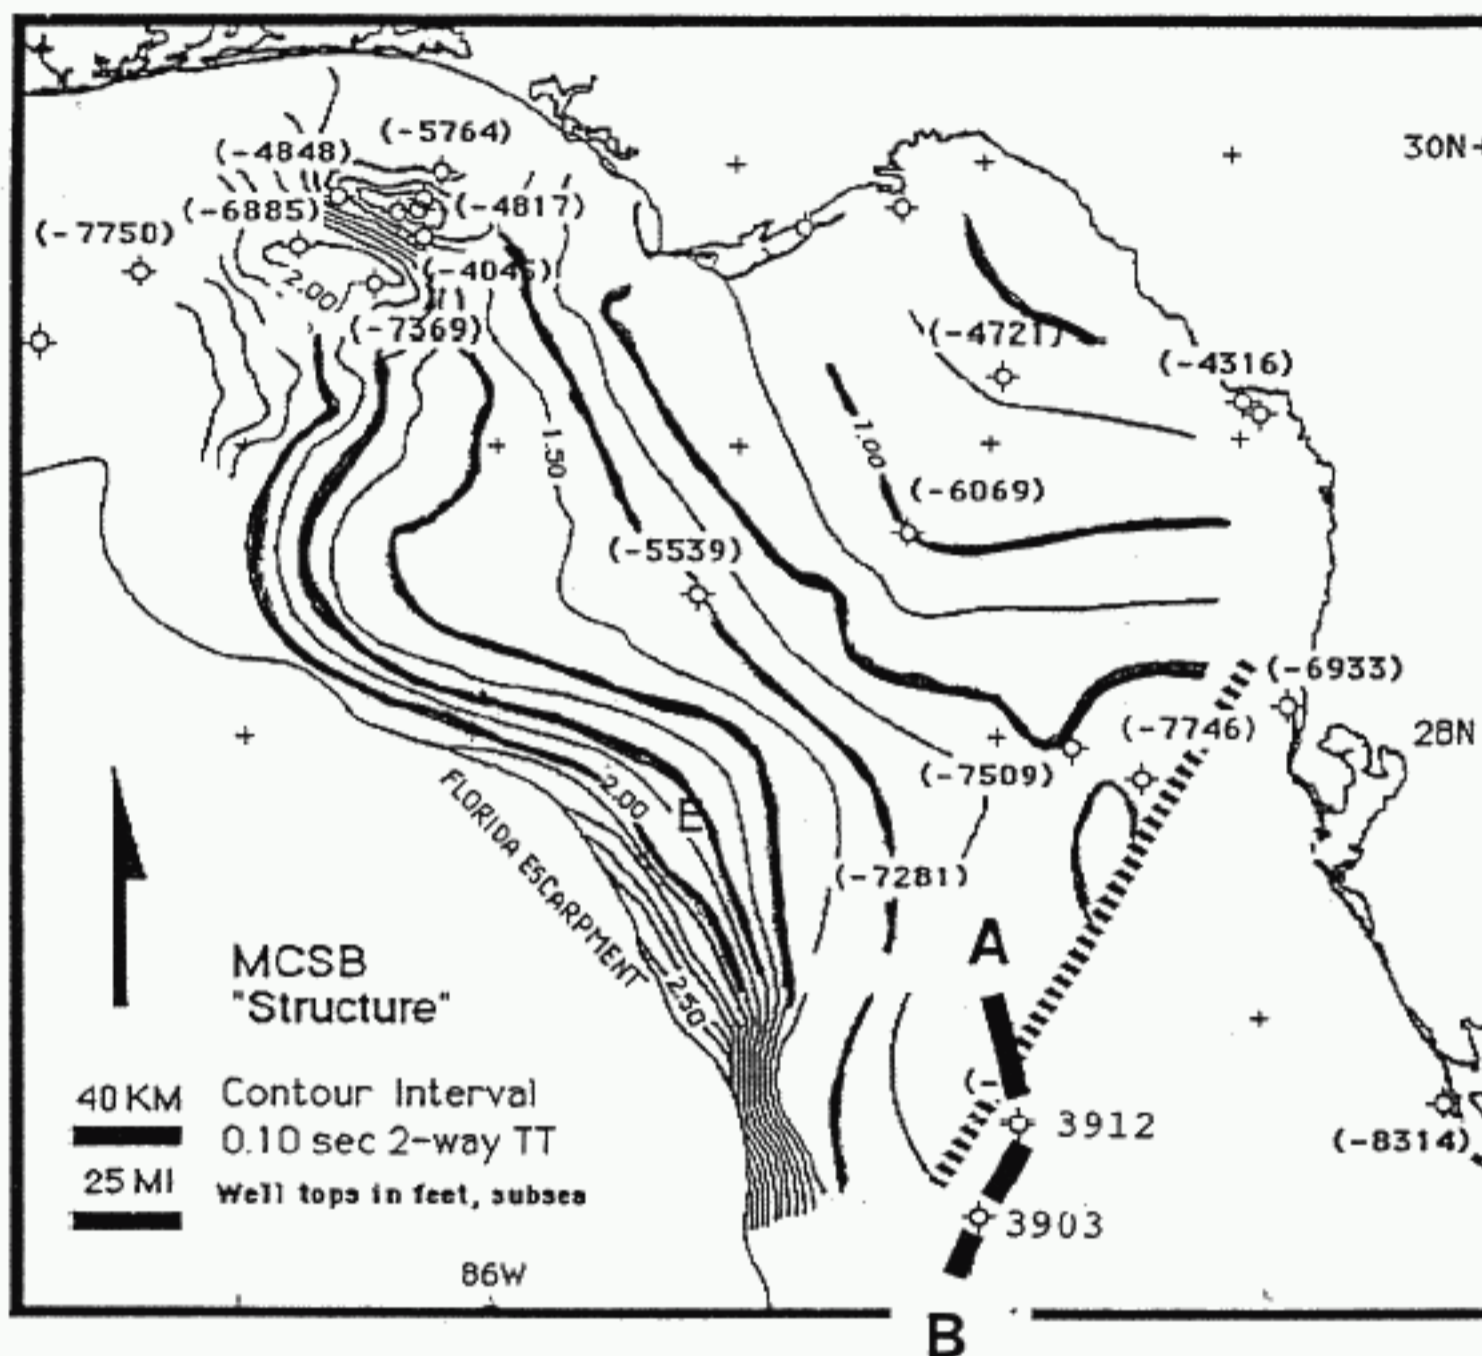 (-5764)
(-4848)
30N
(-6885)
(-4817)
(-7750)
(-4045)
2.00
(-7369)
(-4721)
(-4316)
1.50
1.00
(-6069)
(-5539)
(-6933)
(-7746)
28N
(-7509)
2.00
E
FLORIDA ESCARPMENT
(-7281)
A
MCSB
"Structure"
2.50
40 KM
Contour Interval
0.10 sec 2-way TT
25 MI
Well tops in feet, subsea
(-
3912
(-8314)
3903
86W
B